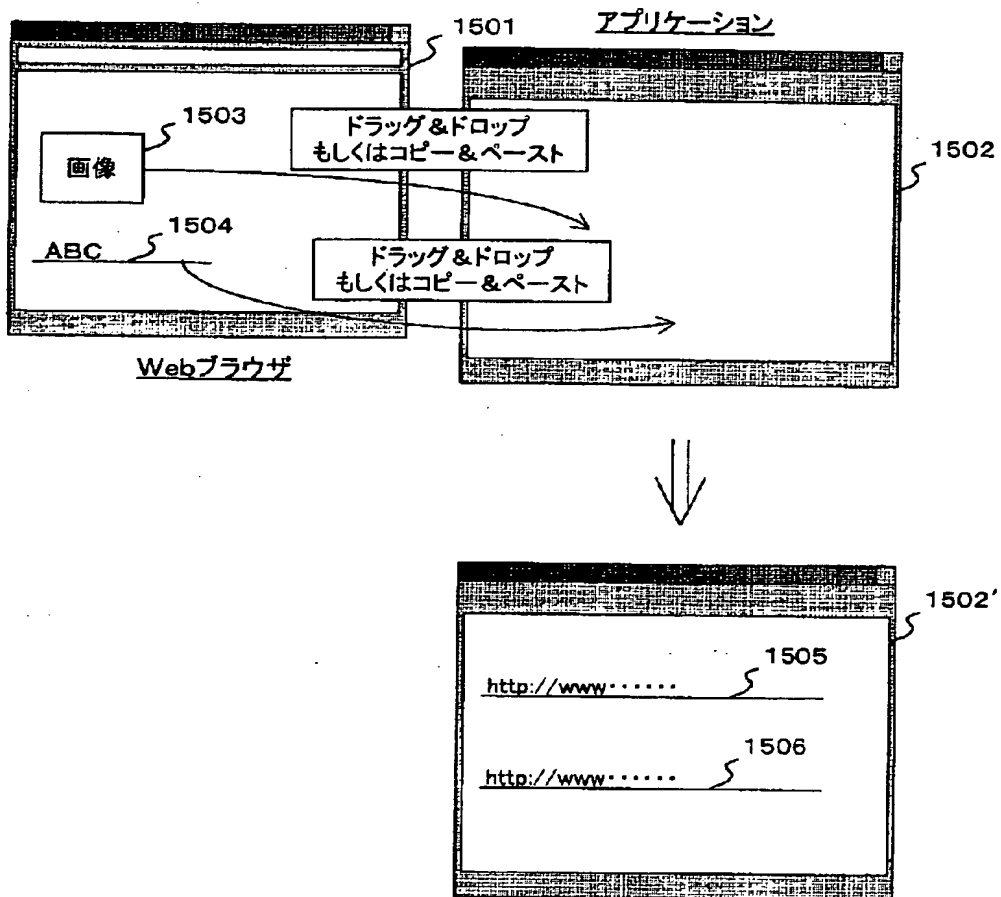 アプリケーション
1501
1503
ドラッグ&ドロップ
もしくはコピー&ペースト
画像
1502
1504
ABC
ドラッグ&ドロップ
もしくはコピー&ペースト
Webブラウザ
1502'
1505
http://www······
1506
http://www······